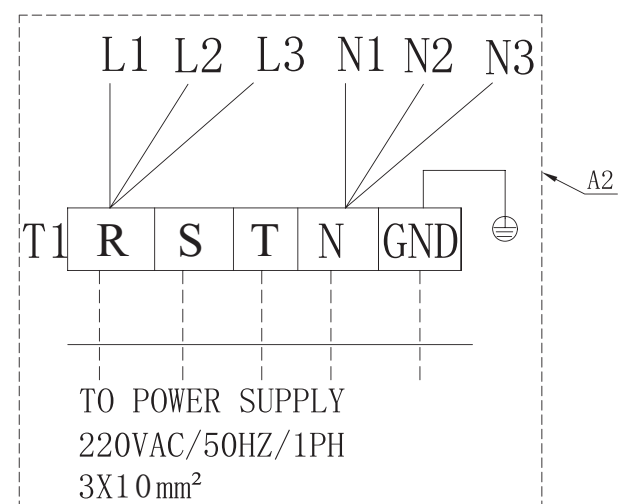 L1 L2 L3 N1 N2 N3
A2
T1 R S T N GND
TO POWER SUPPLY
220VAC/50HZ/1PH
3X10mm²